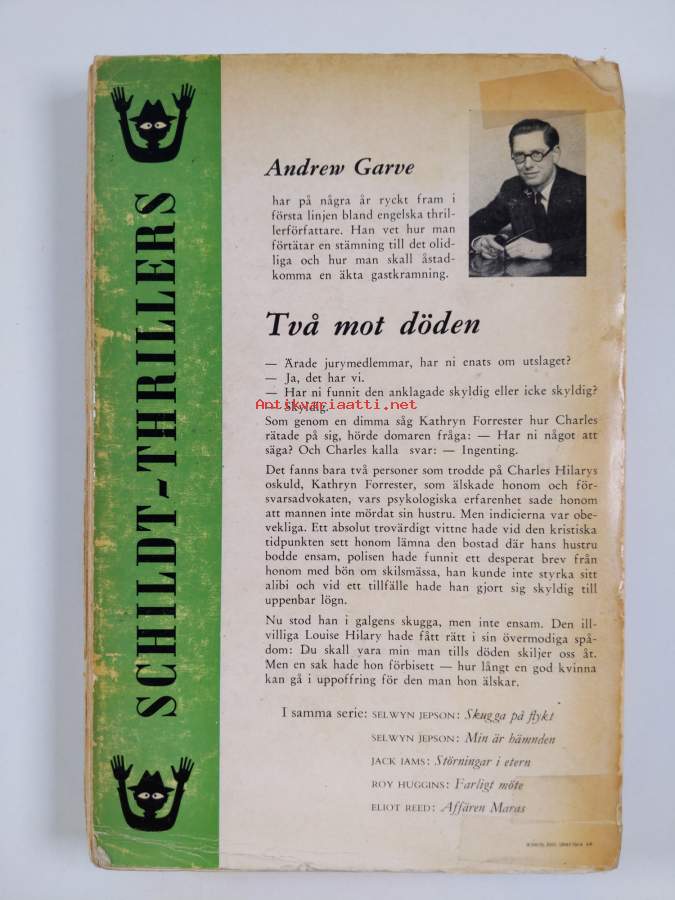 SCHILDT-THRILLERS
Andrew Garve
har på några år ryckt fram i
första linjen bland engelska thril-
lerförfattare. Han vet hur man
förtätar en stämning till det olid-
liga och hur man skall åstad-
komma en äkta gastkramning.
Två mot döden
— Ärade jurymedlemmar, har ni enats om utslaget?
— Ja, det har vi.
— Har ni funnit den anklagade skyldig eller icke skyldig?
— Skyldig.
Antikvariaatti.net
Som genom en dimma såg Kathryn Forrester hur Charles
rätade på sig, hörde domaren fråga: — Har ni något att
säga? Och Charles kalla svar: — Ingenting.
Det fanns bara två personer som trodde på Charles Hilarys
oskuld, Kathryn Forrester, som älskade honom och för-
svarsadvokaten, vars psykologiska erfarenhet sade honom
att mannen inte mördat sin hustru. Men indicierna var obe-
vekliga. Ett absolut trovärdigt vittne hade vid den kristiska
tidpunkten sett honom lämna den bostad där hans hustru
bodde ensam, polisen hade funnit ett desperat brev från
honom med bön om skilsmässa, han kunde inte styrka sitt
alibi och vid ett tillfälle hade han gjort sig skyldig till
uppenbar lögn.
Nu stod han i galgens skugga, men inte ensam. Den ill-
villiga Louise Hilary hade fått rätt i sin övermodiga spå-
dom: Du skall vara min man tills döden skiljer oss åt.
Men en sak hade hon förbisett — hur långt en god kvinna
kan gå i uppoffring för den man hon älskar.
I samma serie: SELWYN JEPSON: Skugga på flykt
SELWYN JEPSON: Min är hämnden
JACK IAMS: Störningar i etern
ROY HUGGINS: Farligt möte
ELIOT REED: Affären Maras